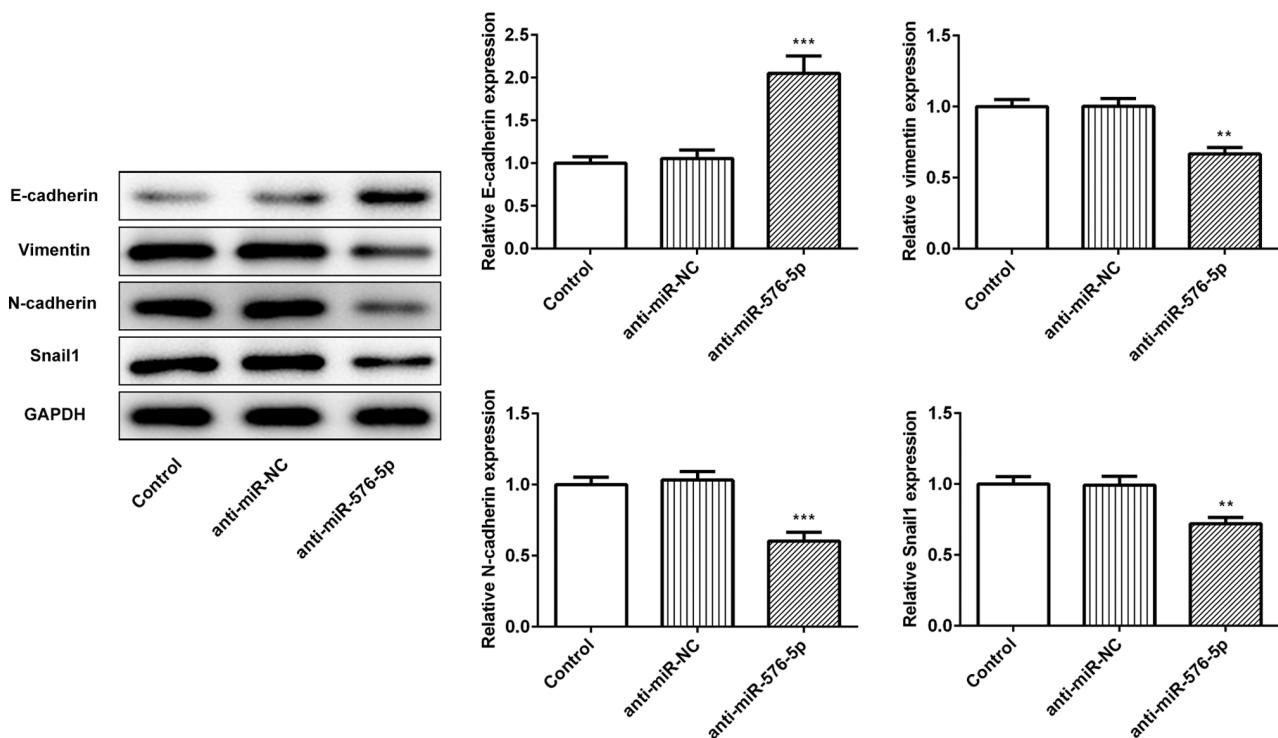 E-cadherin
Vimentin
N-cadherin
Snail1
GAPDH
Control
anti-miR-NC
anti-miR-576-5p
Relative E-cadherin expression
2.5
2.0
1.5
1.0
0.5
0.0
***
Control
anti-miR-NC
anti-miR-576-5p
Relative vimentin expression
1.5
1.0
0.5
0.0
**
Control
anti-miR-NC
anti-miR-576-5p
Relative N-cadherin expression
1.5
1.0
0.5
0.0
***
Control
anti-miR-NC
anti-miR-576-5p
Relative Snail1 expression
1.5
1.0
0.5
0.0
**
Control
anti-miR-NC
anti-miR-576-5p